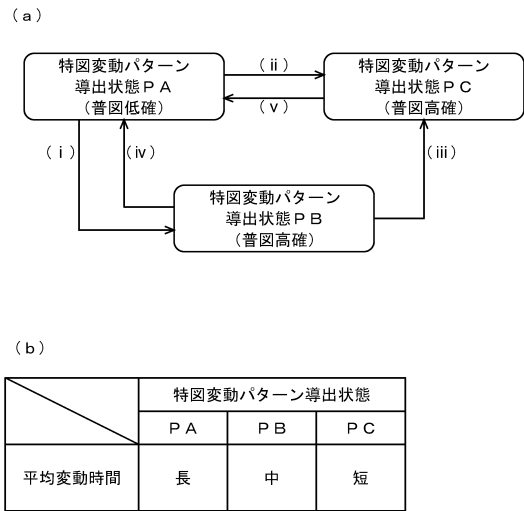 (a)
特図変動パターン
導出状態PA
(普図低確)
(ii)
(v)
特図変動パターン
導出状態PC
(普図高確)
(i)
(iv)
(iii)
特図変動パターン
導出状態PB
(普図高確)
(b)
特図変動パターン導出状態
PA PB PC
平均変動時間 長 中 短